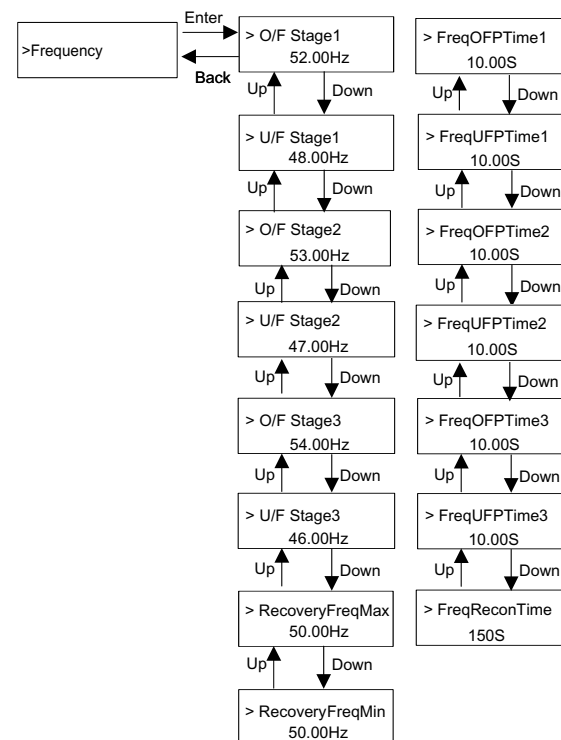 >Frequency
Enter
Back
> O/F Stage1
52.00Hz
Up
Down
> U/F Stage1
48.00Hz
Up
Down
> O/F Stage2
53.00Hz
Up
Down
> U/F Stage2
47.00Hz
Up
Down
> O/F Stage3
54.00Hz
Up
Down
> U/F Stage3
46.00Hz
Up
Down
> RecoveryFreqMax
50.00Hz
Up
Down
> RecoveryFreqMin
50.00Hz
> FreqOFPTime1
10.00S
Up
Down
> FreqUFPTime1
10.00S
Up
Down
> FreqOFPTime2
10.00S
Up
Down
> FreqUFPTime2
10.00S
Up
Down
> FreqOFPTime3
10.00S
Up
Down
> FreqUFPTime3
10.00S
Up
Down
> FreqReconTime
150S